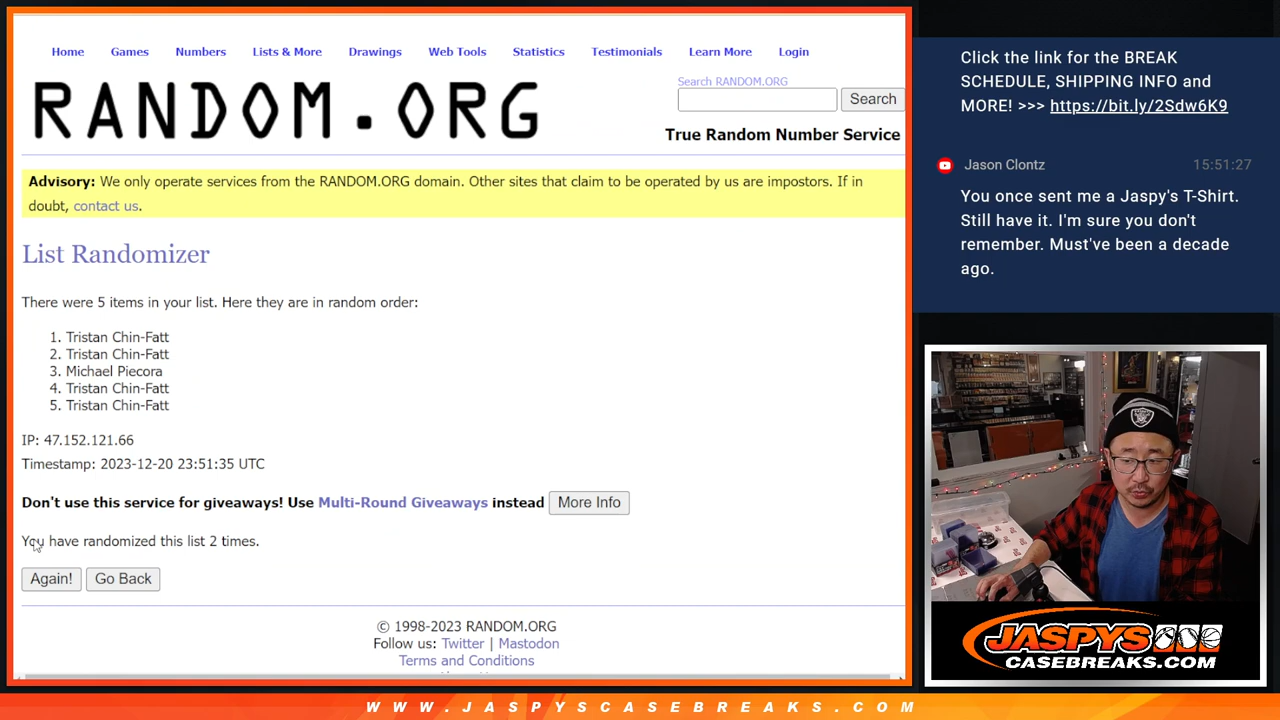 Home Games Numbers Lists & More Drawings Web Tools Statistics Testimonials Learn More Login
RANDOM.ORG
Search RANDOM.ORG
Search
True Random Number Service
Advisory: We only operate services from the RANDOM.ORG domain. Other sites that claim to be operated by us are impostors. If in
doubt, contact us.
List Randomizer
There were 5 items in your list. Here they are in random order:
1. Tristan Chin-Fatt
2. Tristan Chin-Fatt
3. Michael Piecora
4. Tristan Chin-Fatt
5. Tristan Chin-Fatt
IP: 47.152.121.66
Timestamp: 2023-12-20 23:51:35 UTC
Don't use this service for giveaways! Use Multi-Round Giveaways instead More Info
You have randomized this list 2 times.
Again! Go Back
© 1998-2023 RANDOM.ORG
Follow us: Twitter | Mastodon
Terms and Conditions
Click the link for the BREAK
SCHEDULE, SHIPPING INFO and
MORE! >>> https://bit.ly/2Sdw6K9
Jason Clontz 15:51:27
You once sent me a Jaspy's T-Shirt.
Still have it. I'm sure you don't
remember. Must've been a decade
ago.
JASPYS
CASEBREAKS.COM
WWW.JASPYSCASEBREAKS.COM